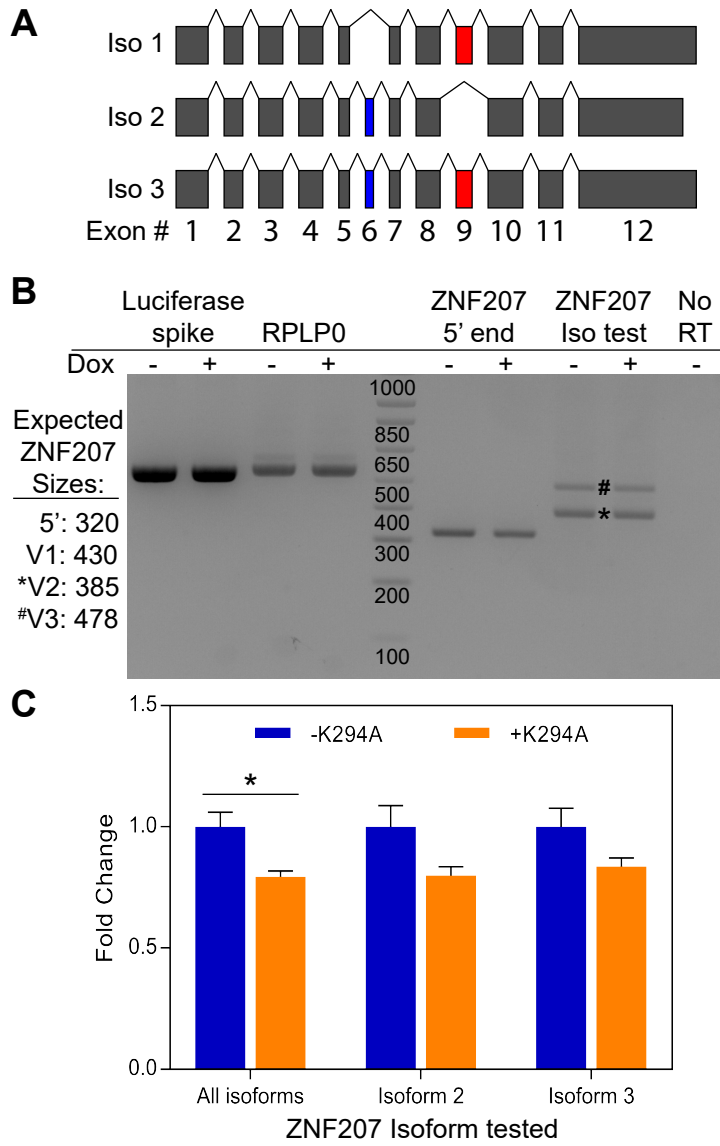 A
Iso 1
Iso 2
Iso 3
Exon # 1 2 3 4 5 6 7 8 9 10 11 12
B
Luciferase spike
RPLP0
ZNF207 5’ end
ZNF207 Iso test
No RT
Dox - + - + - + - + -
Expected
ZNF207
Sizes:
5’: 320
V1: 430
*V2: 385
#V3: 478
1000
850
650
500
400
300
200
100
#
*
C
1.5
1.0
0.5
0.0
Fold Change
-K294A
+K294A
*
All isoforms
Isoform 2
Isoform 3
ZNF207 Isoform tested